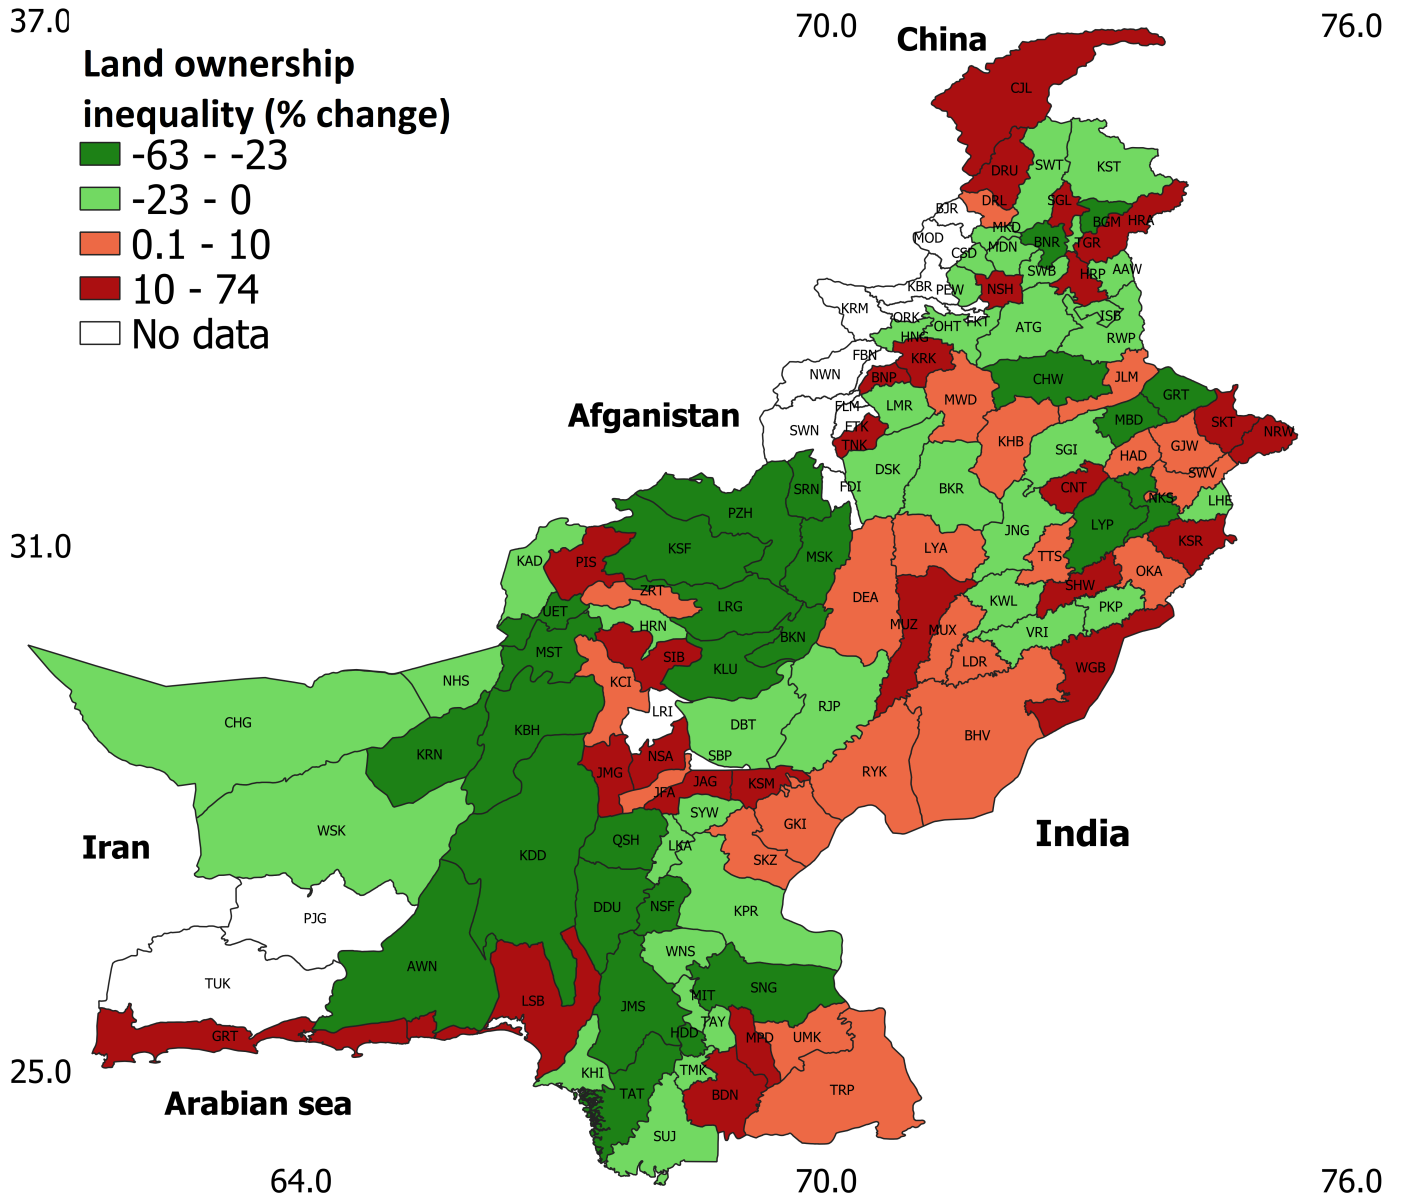 37.0
70.0
76.0
China
Land ownership
inequality (% change)
-63 - -23
-23 - 0
0.1 - 10
10 - 74
No data
CJL
DRU
SWT
KST
BJR
DRL
SGL
MKD
BGM
HRA
MOD
CSD
MDN
BNR
TGR
SWB
HRP
AAW
KBR
PEW
NSH
KRM
ORK
OHT
FKT
ATG
ISB
HNG
RWP
FBN
KRK
NWN
BNP
CHW
JLM
Afganistan
FLM
LMR
MWD
GRT
SWN
FTK
TNK
KHB
MBD
SKT
NRW
SGI
HAD
GJW
SWV
DSK
BKR
CNT
SRN
FDI
NKS
LHE
PZH
JNG
LYP
31.0
KAD
PIS
KSF
MSK
LYA
TTS
KSR
OKA
ZRT
LRG
DEA
SHW
UET
HRN
BKN
MUZ
MUX
KWL
PKP
VRI
MST
SIB
KLU
LDR
WGB
NHS
KCI
LRI
RJP
CHG
KBH
DBT
BHV
KRN
SBP
NSA
JMG
JAG
KSM
RYK
JFA
SYW
GKI
WSK
Iran
QSH
LKA
India
KDD
SKZ
DDU
NSF
KPR
PJG
WNS
AWN
TUK
MIT
SNG
LSB
JMS
TAY
GRT
HDD
MPD
UMK
25.0
KHI
TMK
TAT
BDN
TRP
Arabian sea
SUJ
64.0
70.0
76.0